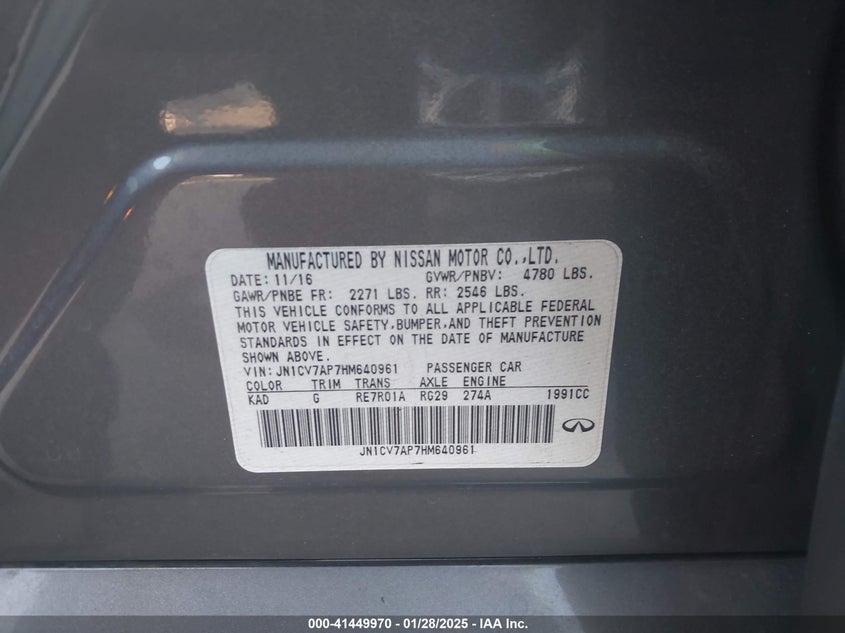 MANUFACTURED BY NISSAN MOTOR CO.,LTD.
DATE: 11/16 GVWR/PNBV: 4780 LBS.
GAWR/PNBE FR: 2271 LBS. RR: 2546 LBS.
THIS VEHICLE CONFORMS TO ALL APPLICABLE FEDERAL
MOTOR VEHICLE SAFETY,BUMPER,AND THEFT PREVENTION
STANDARDS IN EFFECT ON THE DATE OF MANUFACTURE
SHOWN ABOVE.
VIN: JN1CV7AP7HM640961 PASSENGER CAR
COLOR TRIM TRANS AXLE ENGINE
KAD G RE7R01A RG29 274A 1991CC
JN1CV7AP7HM640961
000-41449970 - 01/28/2025 - IAA Inc.